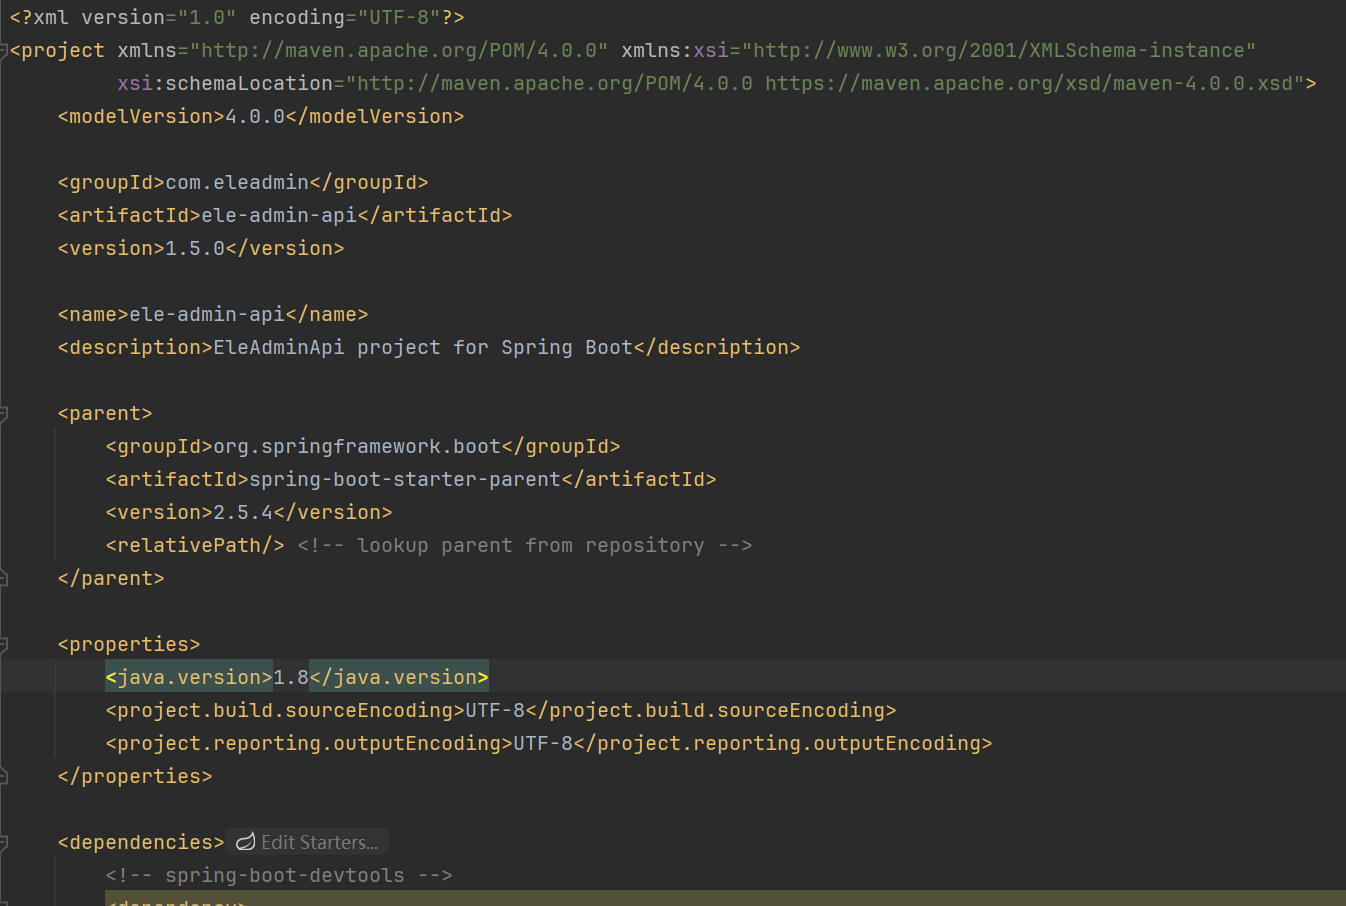 <?xml version="1.0" encoding="UTF-8"?>
<project xmlns="http://maven.apache.org/POM/4.0.0" xmlns:xsi="http://www.w3.org/2001/XMLSchema-instance"
         xsi:schemaLocation="http://maven.apache.org/POM/4.0.0 https://maven.apache.org/xsd/maven-4.0.0.xsd">
    <modelVersion>4.0.0</modelVersion>

    <groupId>com.eleadmin</groupId>
    <artifactId>ele-admin-api</artifactId>
    <version>1.5.0</version>

    <name>ele-admin-api</name>
    <description>EleAdminApi project for Spring Boot</description>

    <parent>
        <groupId>org.springframework.boot</groupId>
        <artifactId>spring-boot-starter-parent</artifactId>
        <version>2.5.4</version>
        <relativePath/> <!-- lookup parent from repository -->
    </parent>

    <properties>
        <java.version>1.8</java.version>
        <project.build.sourceEncoding>UTF-8</project.build.sourceEncoding>
        <project.reporting.outputEncoding>UTF-8</project.reporting.outputEncoding>
    </properties>

    <dependencies> Edit Starters...
        <!-- spring-boot-devtools -->
        <dependency>